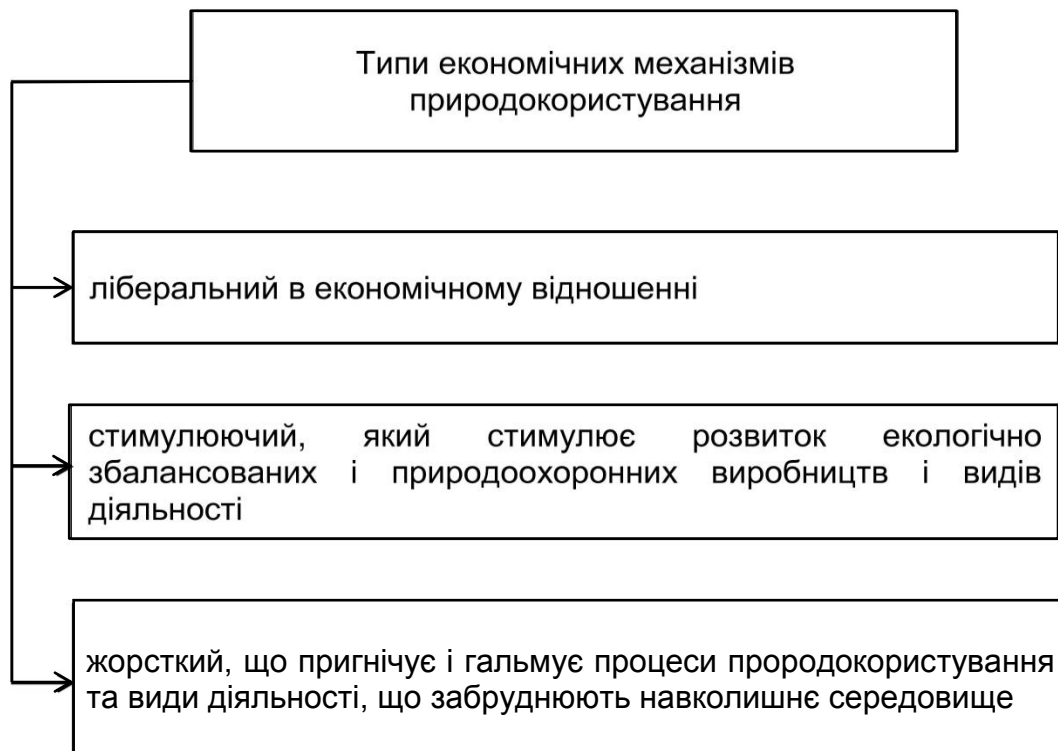 Типи економічних механізмів
природокористування
ліберальний в економічному відношенні
стимулюючий, який стимулює розвиток екологічно
збалансованих і природоохоронних виробництв і видів
діяльності
жорсткий, що пригнічує і гальмує процеси прородокористування
та види діяльності, що забруднюють навколишнє середовище